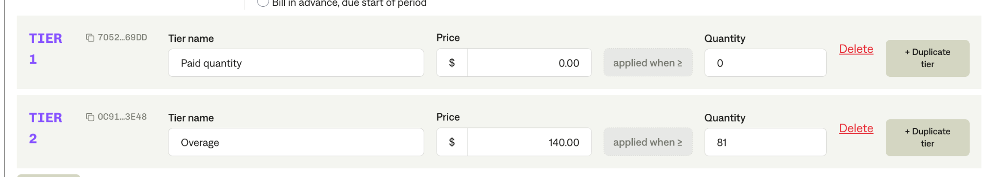 Bill in advance, due start of period
TIER 1
7052...69DD
Tier name
Paid quantity
Price
$ 0.00
applied when ≥
Quantity
0
Delete
+ Duplicate
tier
TIER 2
0C91...3E48
Tier name
Overage
Price
$ 140.00
applied when ≥
Quantity
81
Delete
+ Duplicate
tier